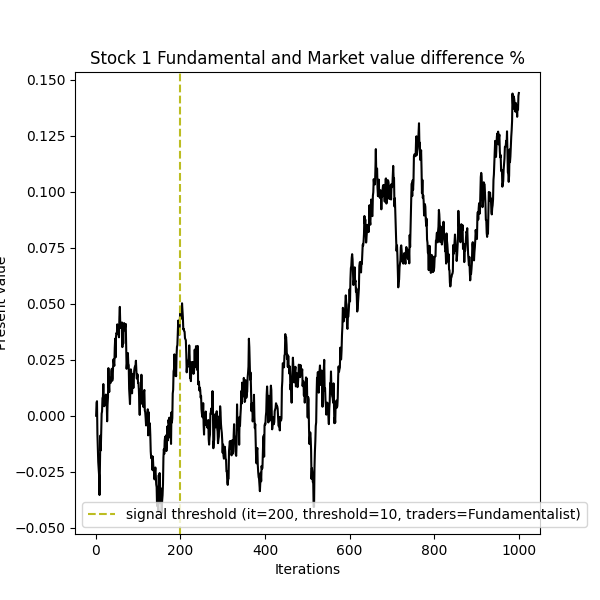 Stock 1 Fundamental and Market value difference %
0.150
0.125
0.100
0.075
0.050
0.025
0.000
−0.025
−0.050
Present value
signal threshold (it=200, threshold=10, traders=Fundamentalist)
0 200 400 600 800 1000
Iterations